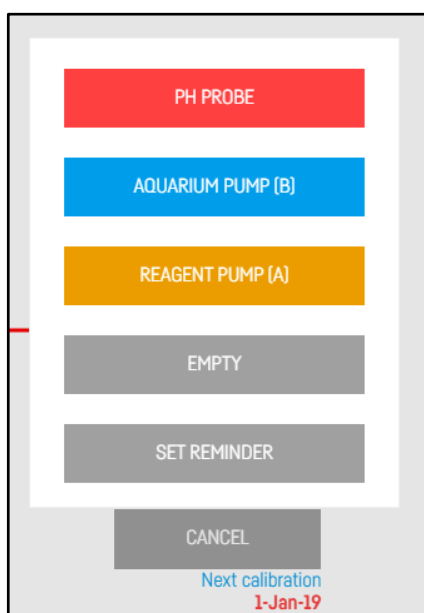 PH PROBE
AQUARIUM PUMP (B)
REAGENT PUMP (A)
EMPTY
SET REMINDER
CANCEL
Next calibration
1-Jan-19